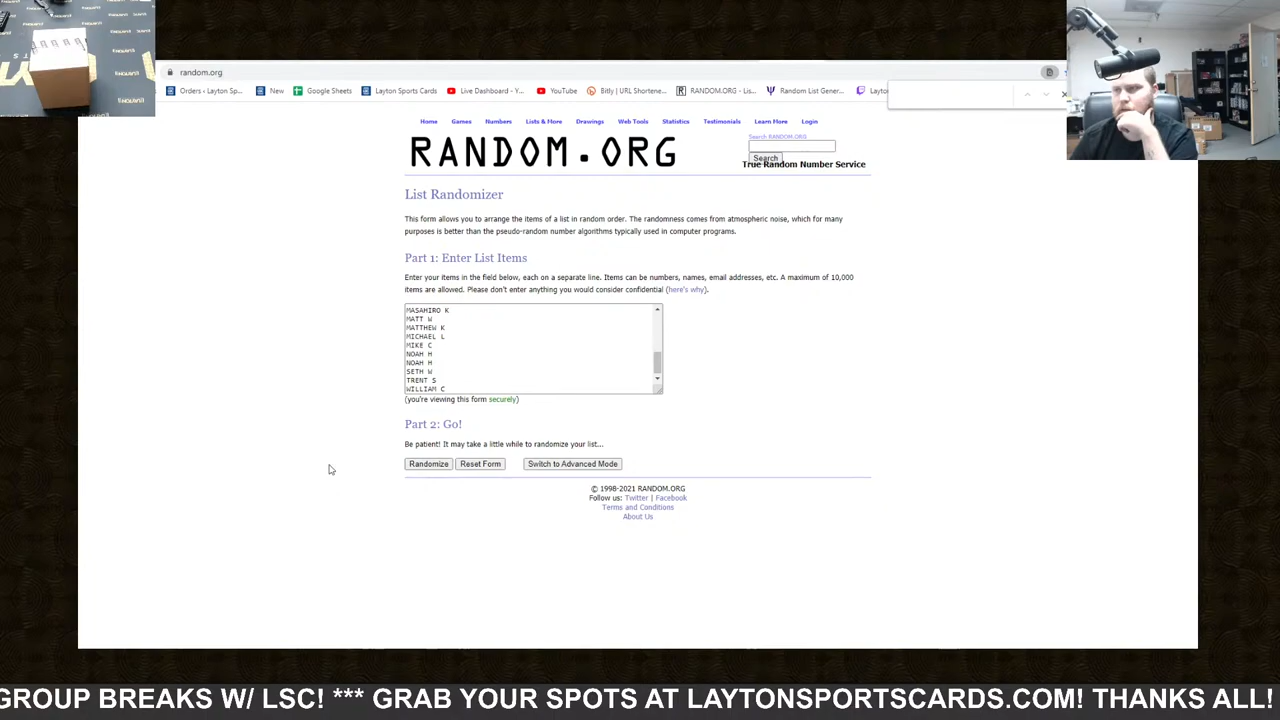 random.org
Orders ‹ Layton Sp... New Google Sheets Layton Sports Cards Live Dashboard - Y... YouTube Bitly | URL Shortene... RANDOM.ORG - Lis... Random List Gener...
Home Games Numbers Lists & More Drawings Web Tools Statistics Testimonials Learn More Login
RANDOM.ORG
Search RANDOM.ORG
Search
True Random Number Service
List Randomizer
This form allows you to arrange the items of a list in random order. The randomness comes from atmospheric noise, which for many
purposes is better than the pseudo-random number algorithms typically used in computer programs.
Part 1: Enter List Items
Enter your items in the field below, each on a separate line. Items can be numbers, names, email addresses, etc. A maximum of 10,000
items are allowed. Please don't enter anything you would consider confidential (here's why).
MASAHIRO K
MATT W
MATTHEW K
MICHAEL L
MIKE C
NOAH H
NOAH H
SETH W
TRENT S
WILLIAM C
(you're viewing this form securely)
Part 2: Go!
Be patient! It may take a little while to randomize your list...
Randomize Reset Form Switch to Advanced Mode
© 1998-2021 RANDOM.ORG
Follow us: Twitter | Facebook
Terms and Conditions
About Us
GROUP BREAKS W/ LSC! *** GRAB YOUR SPOTS AT LAYTONSPORTSCARDS.COM! THANKS ALL!